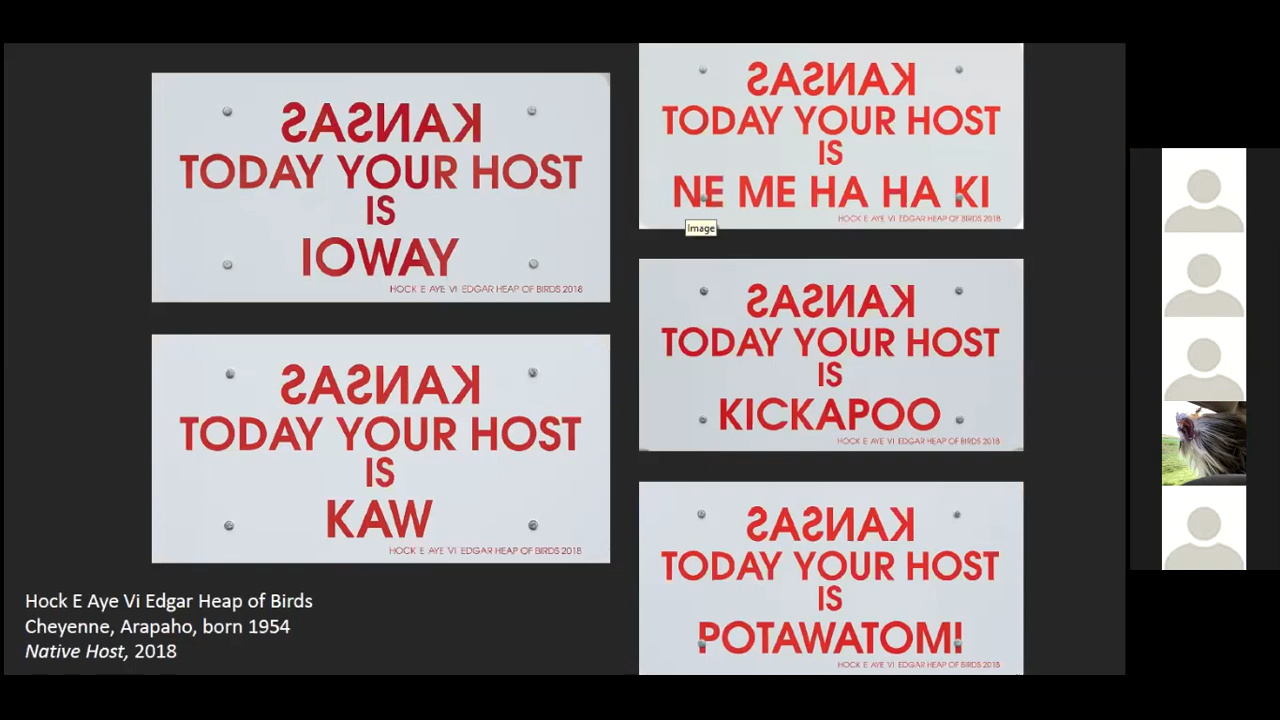 KANSAS
TODAY YOUR HOST
IS
IOWAY
HOCK E AYE VI EDGAR HEAP OF BIRDS 2018
KANSAS
TODAY YOUR HOST
IS
KAW
HOCK E AYE VI EDGAR HEAP OF BIRDS 2018
KANSAS
TODAY YOUR HOST
IS
NE ME HA HA KI
HOCK E AYE VI EDGAR HEAP OF BIRDS 2018
Image
KANSAS
TODAY YOUR HOST
IS
KICKAPOO
HOCK E AYE VI EDGAR HEAP OF BIRDS 2018
KANSAS
TODAY YOUR HOST
IS
POTAWATOMI
HOCK E AYE VI EDGAR HEAP OF BIRDS 2018
Hock E Aye Vi Edgar Heap of Birds
Cheyenne, Arapaho, born 1954
Native Host, 2018